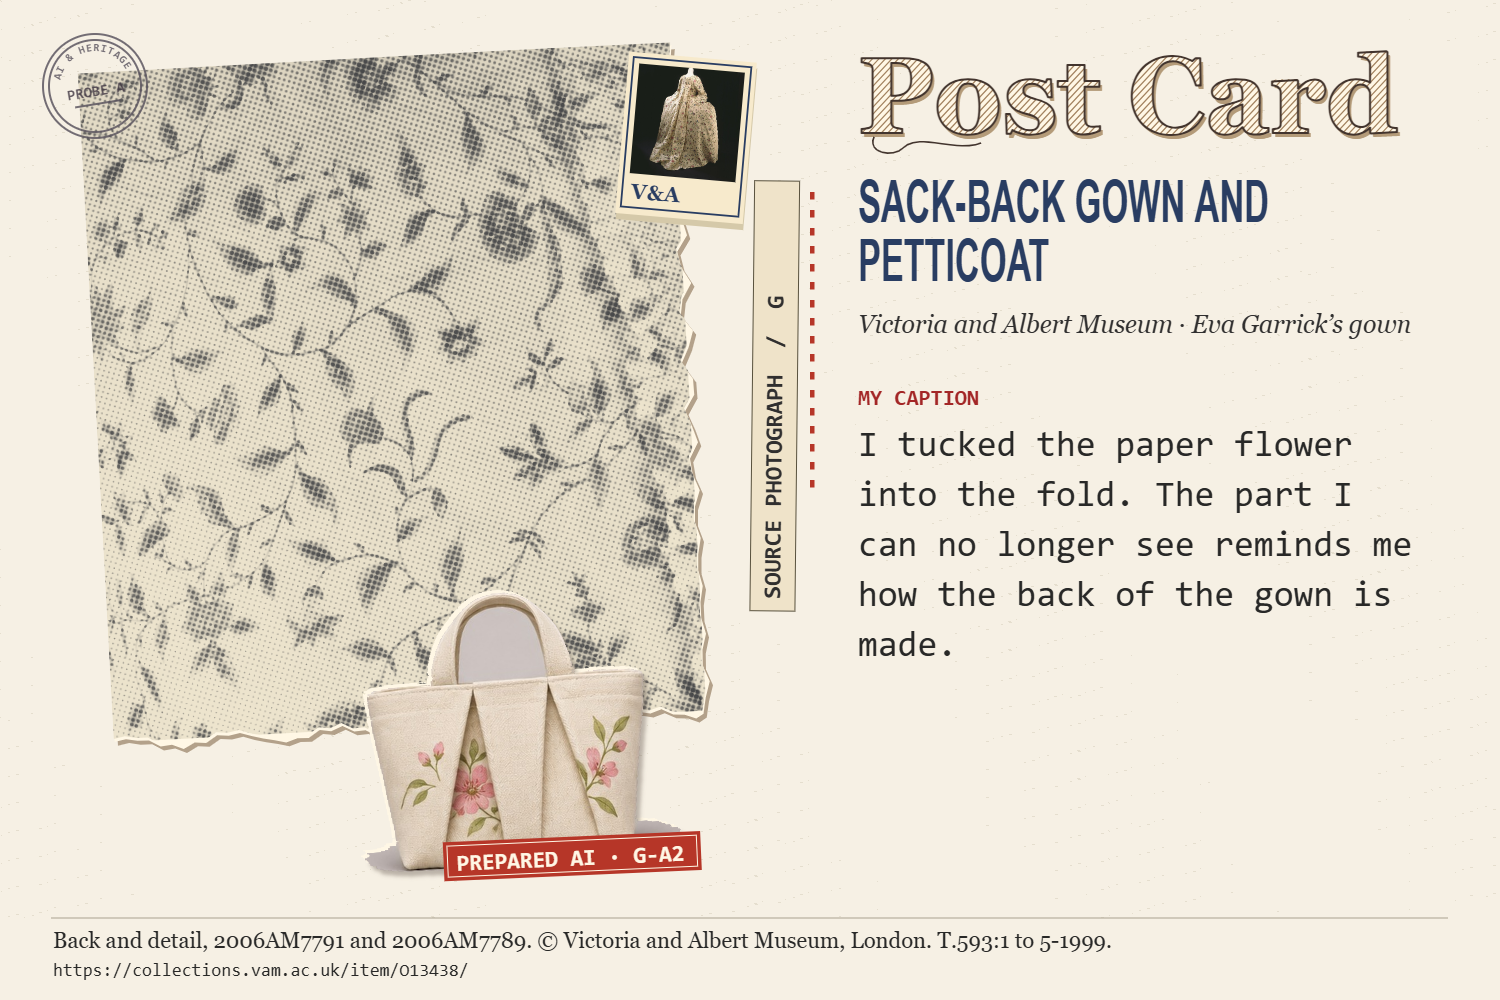 AI & HERITAGE
PROBE A
V&A
SOURCE PHOTOGRAPH / G
PREPARED AI · G-A2
Post Card
SACK-BACK GOWN AND
PETTICOAT
Victoria and Albert Museum · Eva Garrick’s gown
MY CAPTION
I tucked the paper flower
into the fold. The part I
can no longer see reminds me
how the back of the gown is
made.
Back and detail, 2006AM7791 and 2006AM7789. © Victoria and Albert Museum, London. T.593:1 to 5-1999.
https://collections.vam.ac.uk/item/O13438/